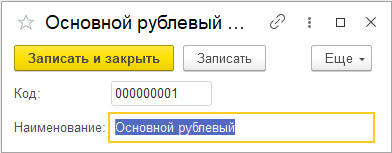 Основной рублевый ...
Записать и закрыть Записать Еще
Код: 000000001
Наименование: Основной рублевый